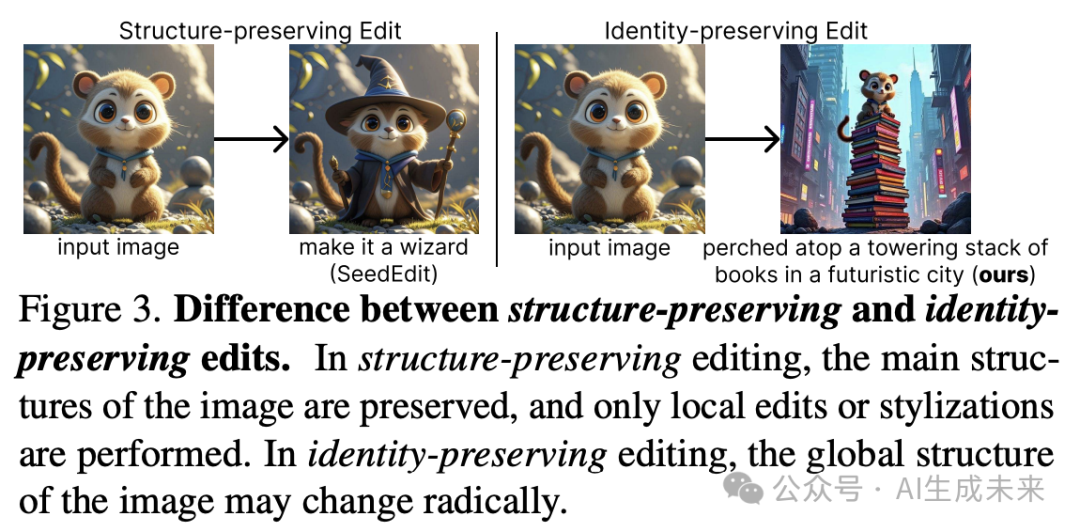 Structure-preserving Edit
Identity-preserving Edit
input image
make it a wizard
(SeedEdit)
input image
perched atop a towering stack of
books in a futuristic city (ours)
Figure 3. Difference between structure-preserving and identity-
preserving edits. In structure-preserving editing, the main struc-
tures of the image are preserved, and only local edits or stylizations
are performed. In identity-preserving editing, the global structure
of the image may change radically.
公众号 · AI生成未来